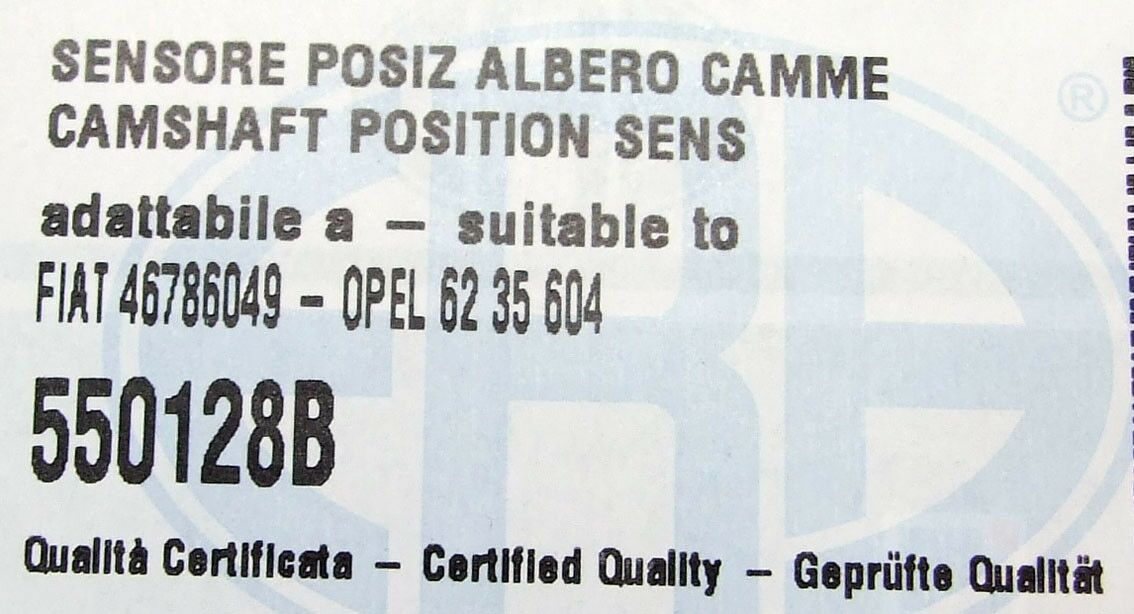 SENSORE POSIZ ALBERO CAMME
CAMSHAFT POSITION SENS
adattabile a – suitable to
FIAT 46786049 – OPEL 62 35 604
550128B
Qualità Certificata – Certified Quality – Geprüfte Qualität
ERA ®